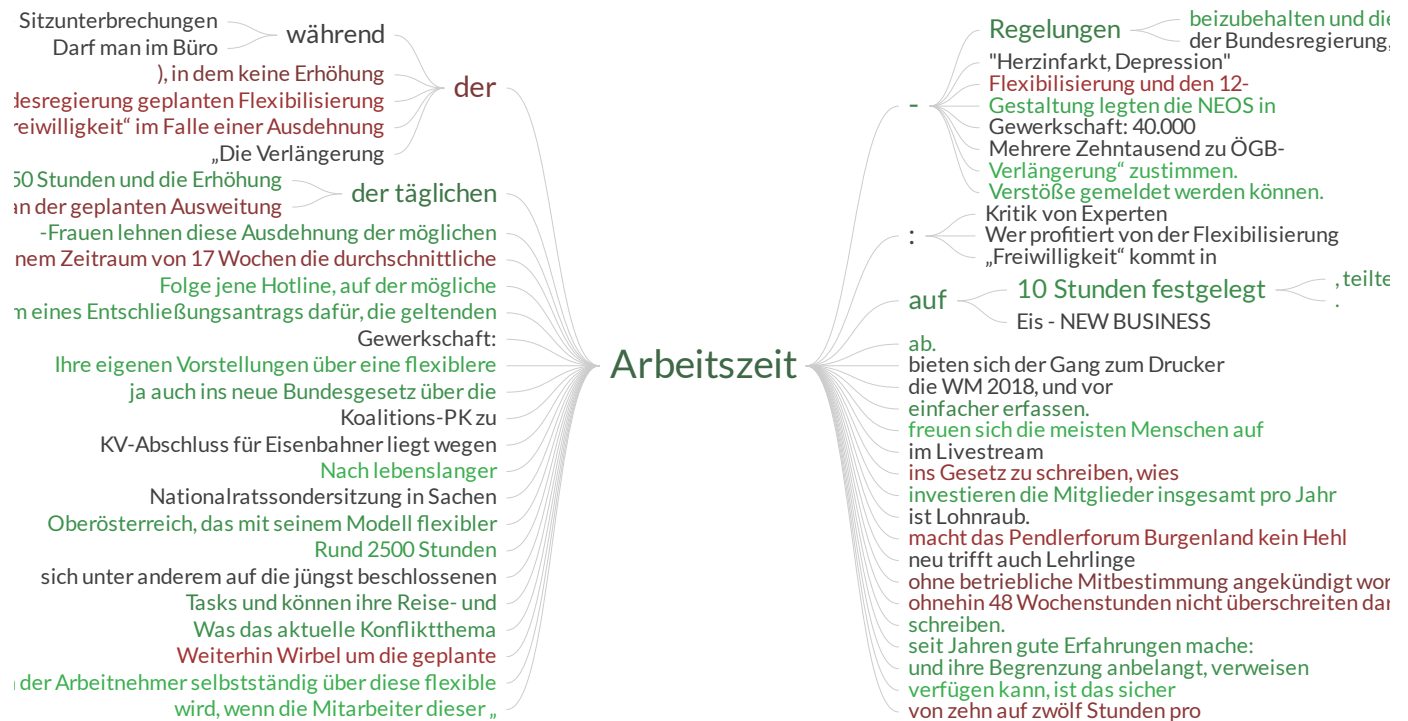 Sitzunterbrechungen
Darf man im Büro
während
), in dem keine Erhöhung
desregierung geplanten Flexibilisierung
reiwilligkeit“ im Falle einer Ausdehnung
„Die Verlängerung
der
50 Stunden und die Erhöhung
an der geplanten Ausweitung
der täglichen
-Frauen lehnen diese Ausdehnung der möglichen
nem Zeitraum von 17 Wochen die durchschnittliche
Folge jene Hotline, auf der mögliche
m eines Entschließungsantrags dafür, die geltenden
Gewerkschaft:
Ihre eigenen Vorstellungen über eine flexiblere
ja auch ins neue Bundesgesetz über die
Koalitions-PK zu
KV-Abschluss für Eisenbahner liegt wegen
Nach lebenslanger
Nationalratssondersitzung in Sachen
Oberösterreich, das mit seinem Modell flexibler
Rund 2500 Stunden
sich unter anderem auf die jüngst beschlossenen
Tasks und können ihre Reise- und
Was das aktuelle Konfliktthema
Weiterhin Wirbel um die geplante
der Arbeitnehmer selbstständig über diese flexible
wird, wenn die Mitarbeiter dieser „
Arbeitszeit
-
Regelungen
beizubehalten und die
der Bundesregierung,
"Herzinfarkt, Depression"
Flexibilisierung und den 12-
Gestaltung legten die NEOS in
Gewerkschaft: 40.000
Mehrere Zehntausend zu ÖGB-
Verlängerung“ zustimmen.
Verstöße gemeldet werden können.
:
Kritik von Experten
Wer profitiert von der Flexibilisierung
„Freiwilligkeit“ kommt in
auf
10 Stunden festgelegt
, teilte
.
Eis - NEW BUSINESS
ab.
bieten sich der Gang zum Drucker
die WM 2018, und vor
einfacher erfassen.
freuen sich die meisten Menschen auf
im Livestream
ins Gesetz zu schreiben, wies
investieren die Mitglieder insgesamt pro Jahr
ist Lohnraub.
macht das Pendlerforum Burgenland kein Hehl
neu trifft auch Lehrlinge
ohne betriebliche Mitbestimmung angekündigt wor
ohnehin 48 Wochenstunden nicht überschreiten dar
schreiben.
seit Jahren gute Erfahrungen mache:
und ihre Begrenzung anbelangt, verweisen
verfügen kann, ist das sicher
von zehn auf zwölf Stunden pro